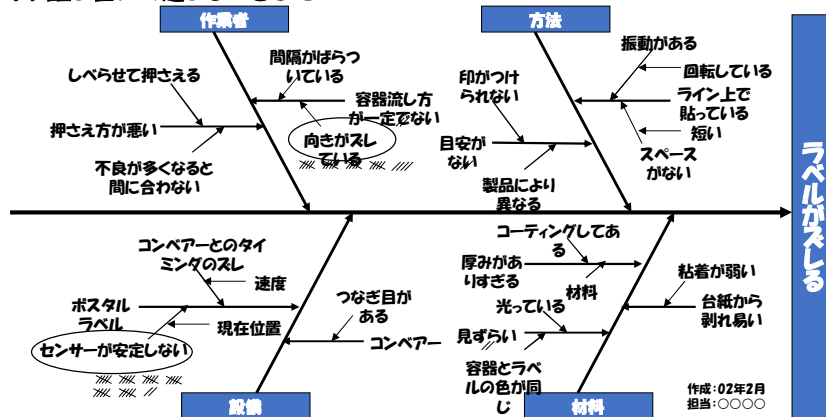 作業者
方法
間隔がばらつ
いている
しべらせて押さえる
容器流し方
が一定でない
押さえ方が悪い
向きがズレ
ている
不良が多くなると
間に合わない
振動がある
回転している
印がつけ
られない
ライン上で
貼っている
短い
目安が
ない
スペース
がない
製品により
異なる
ラベルがズレる
コンベアーとのタイ
ミングのズレ
速度
ポスタル
ラベル
現在位置
センサーが安定しない
つなぎ目が
ある
コンベアー
コーティングしてあ
る
厚みがあ
りすぎる
材料
粘着が弱い
光っている
台紙から
剥れ易い
見ずらい
容器とラベ
ルの色が同
じ
設備
材料
作成:02年2月
担当:○○○○